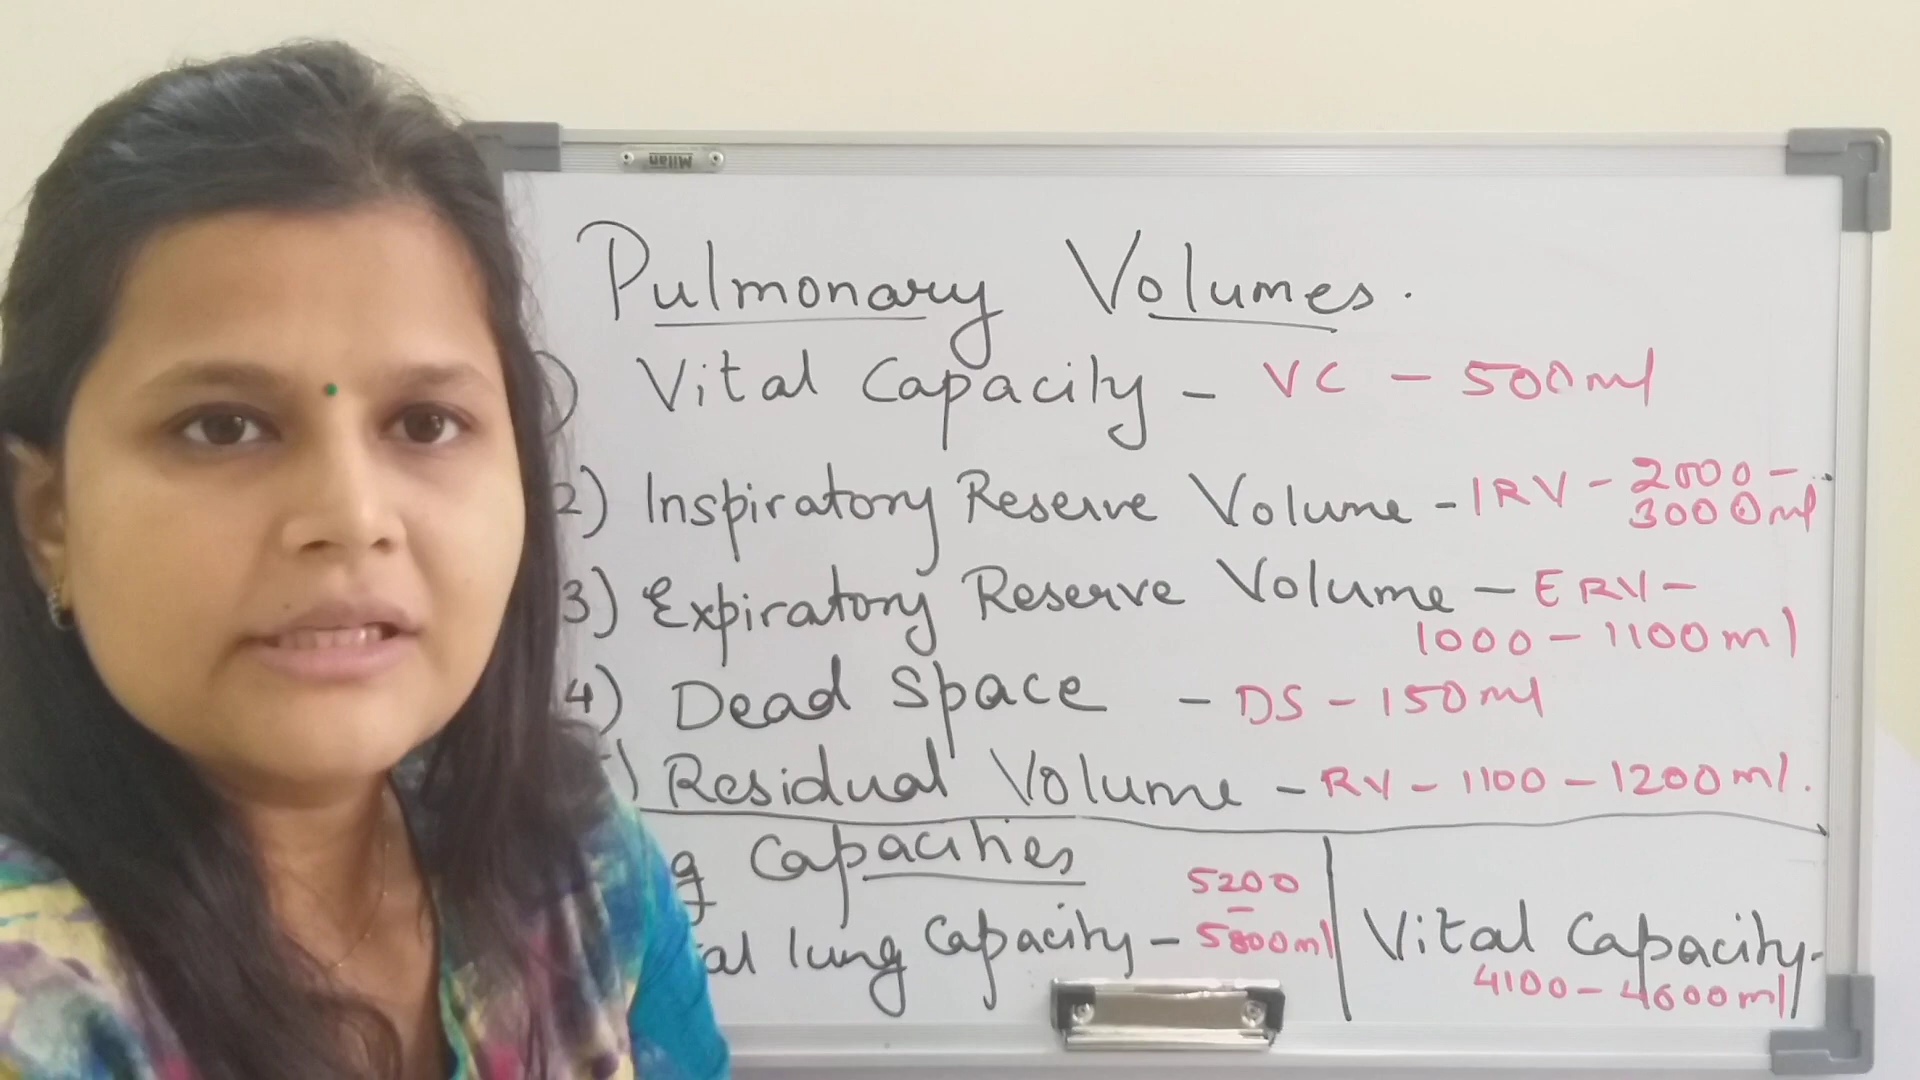 Milan
Pulmonary Volumes.
) Vital Capacity - VC - 500ml
2) Inspiratory Reserve Volume - IRV - 2000 -
3000ml
3) Expiratory Reserve Volume - ERV -
1000 - 1100ml
4) Dead Space - DS - 150ml
) Residual Volume - RV - 1100 - 1200ml.
g Capacities
al lung Capacity - 5200
-
5800ml
Vital Capacity-
4100 - 4600ml